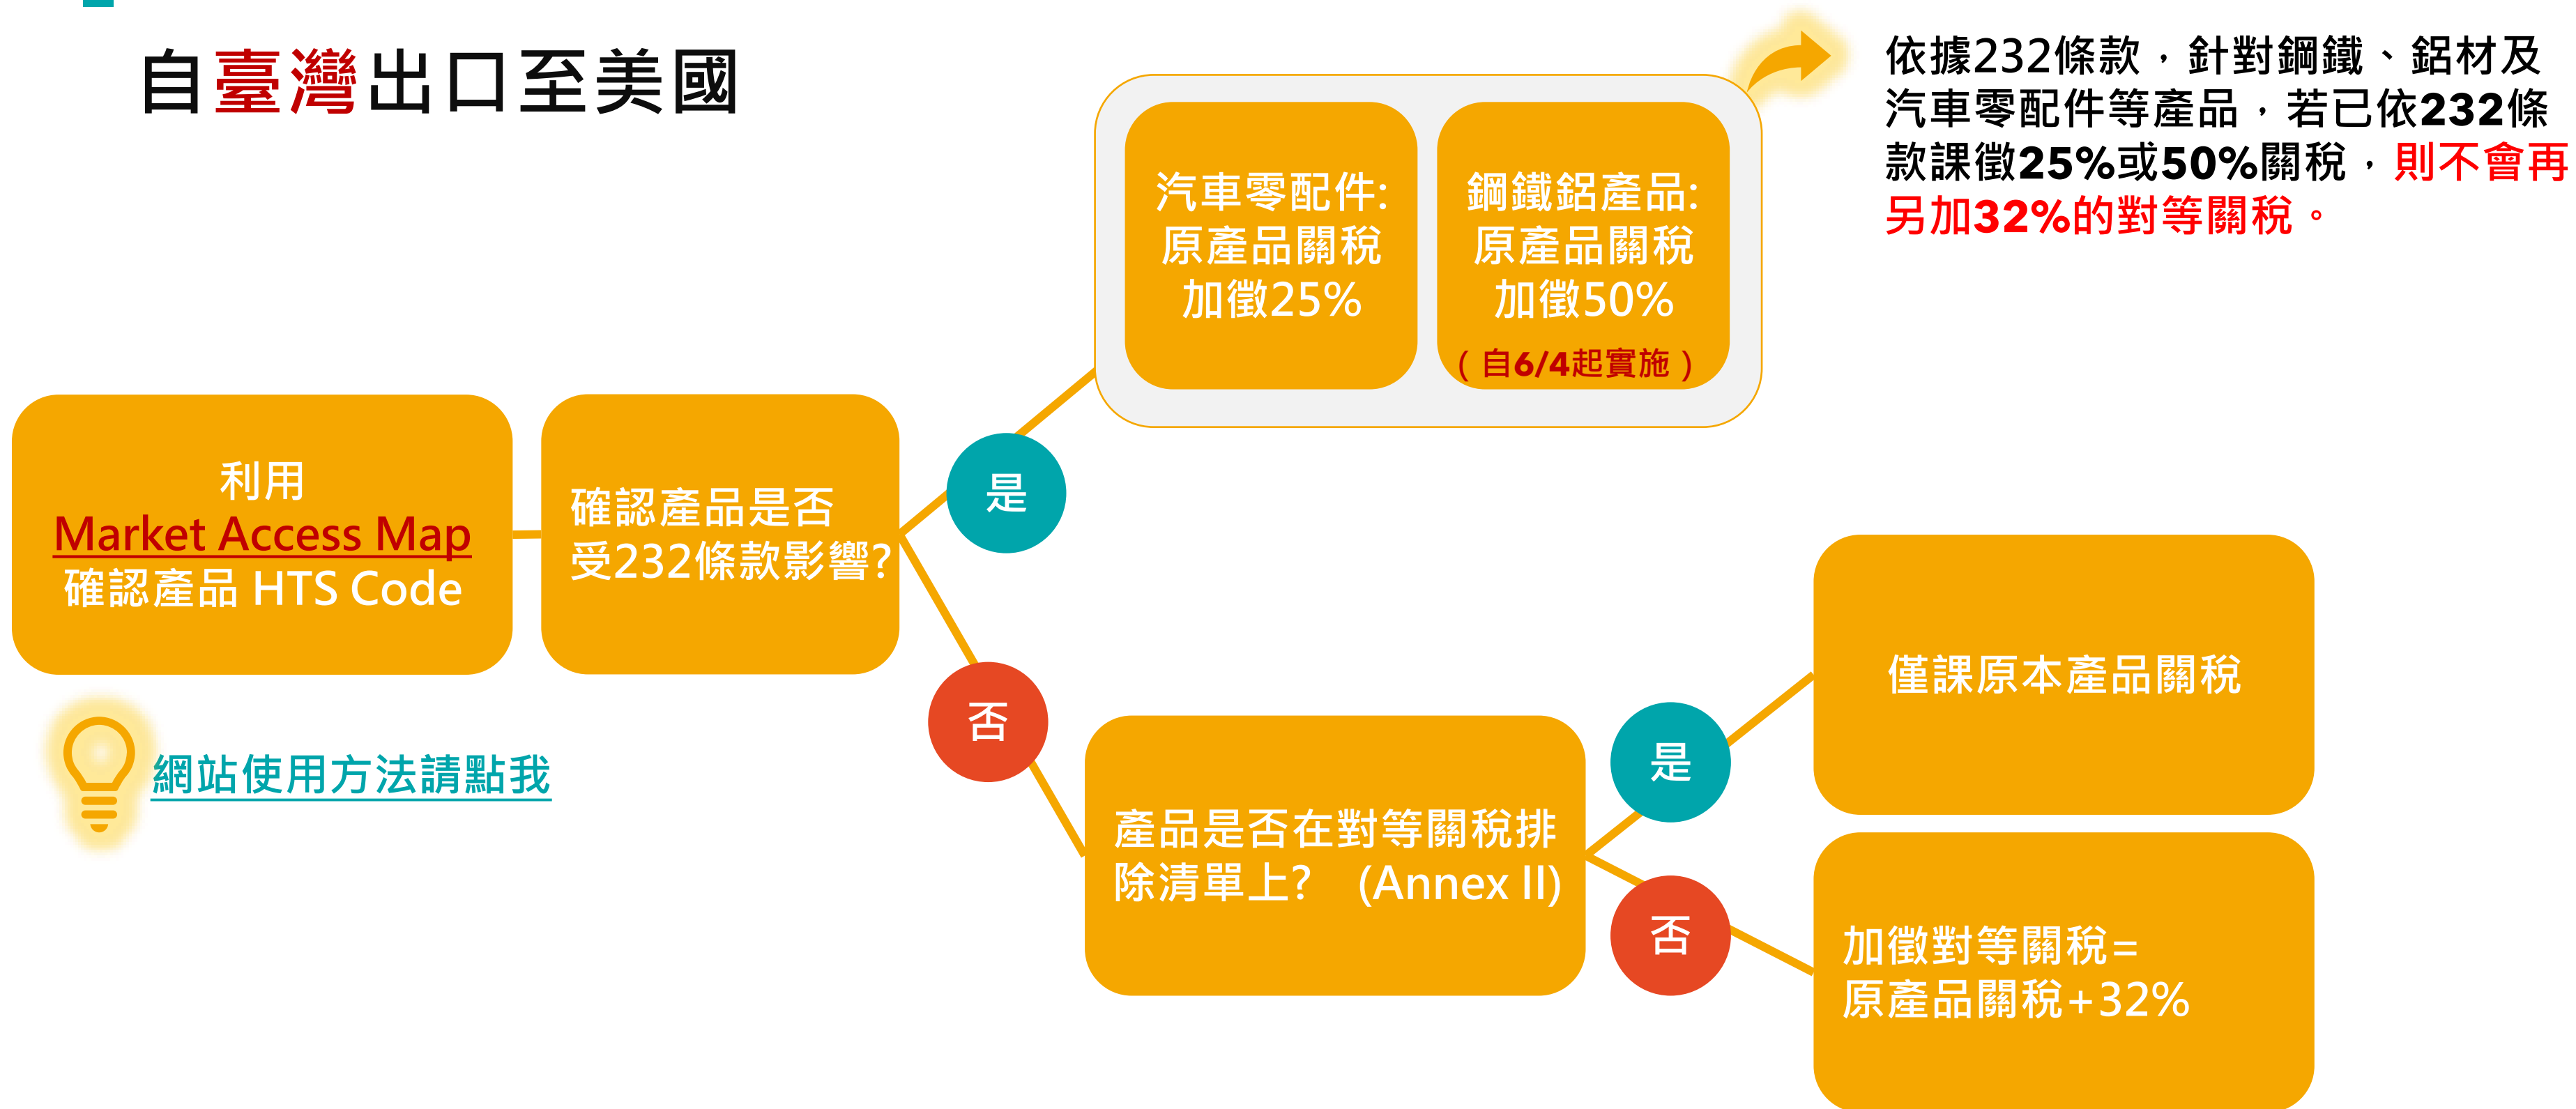 自臺灣出口至美國
依據232條款，針對鋼鐵、鋁材及
汽車零配件等產品，若已依232條
款課徵25%或50%關稅，則不會再
另加32%的對等關稅。
汽車零配件:
原產品關稅
加徵25%
鋼鐵鋁產品:
原產品關稅
加徵50%
（自6/4起實施）
利用
Market Access Map
確認產品 HTS Code
確認產品是否
受232條款影響?
是
否
網站使用方法請點我
產品是否在對等關稅排
除清單上? (Annex II)
是
否
僅課原本產品關稅
加徵對等關稅=
原產品關稅+32%